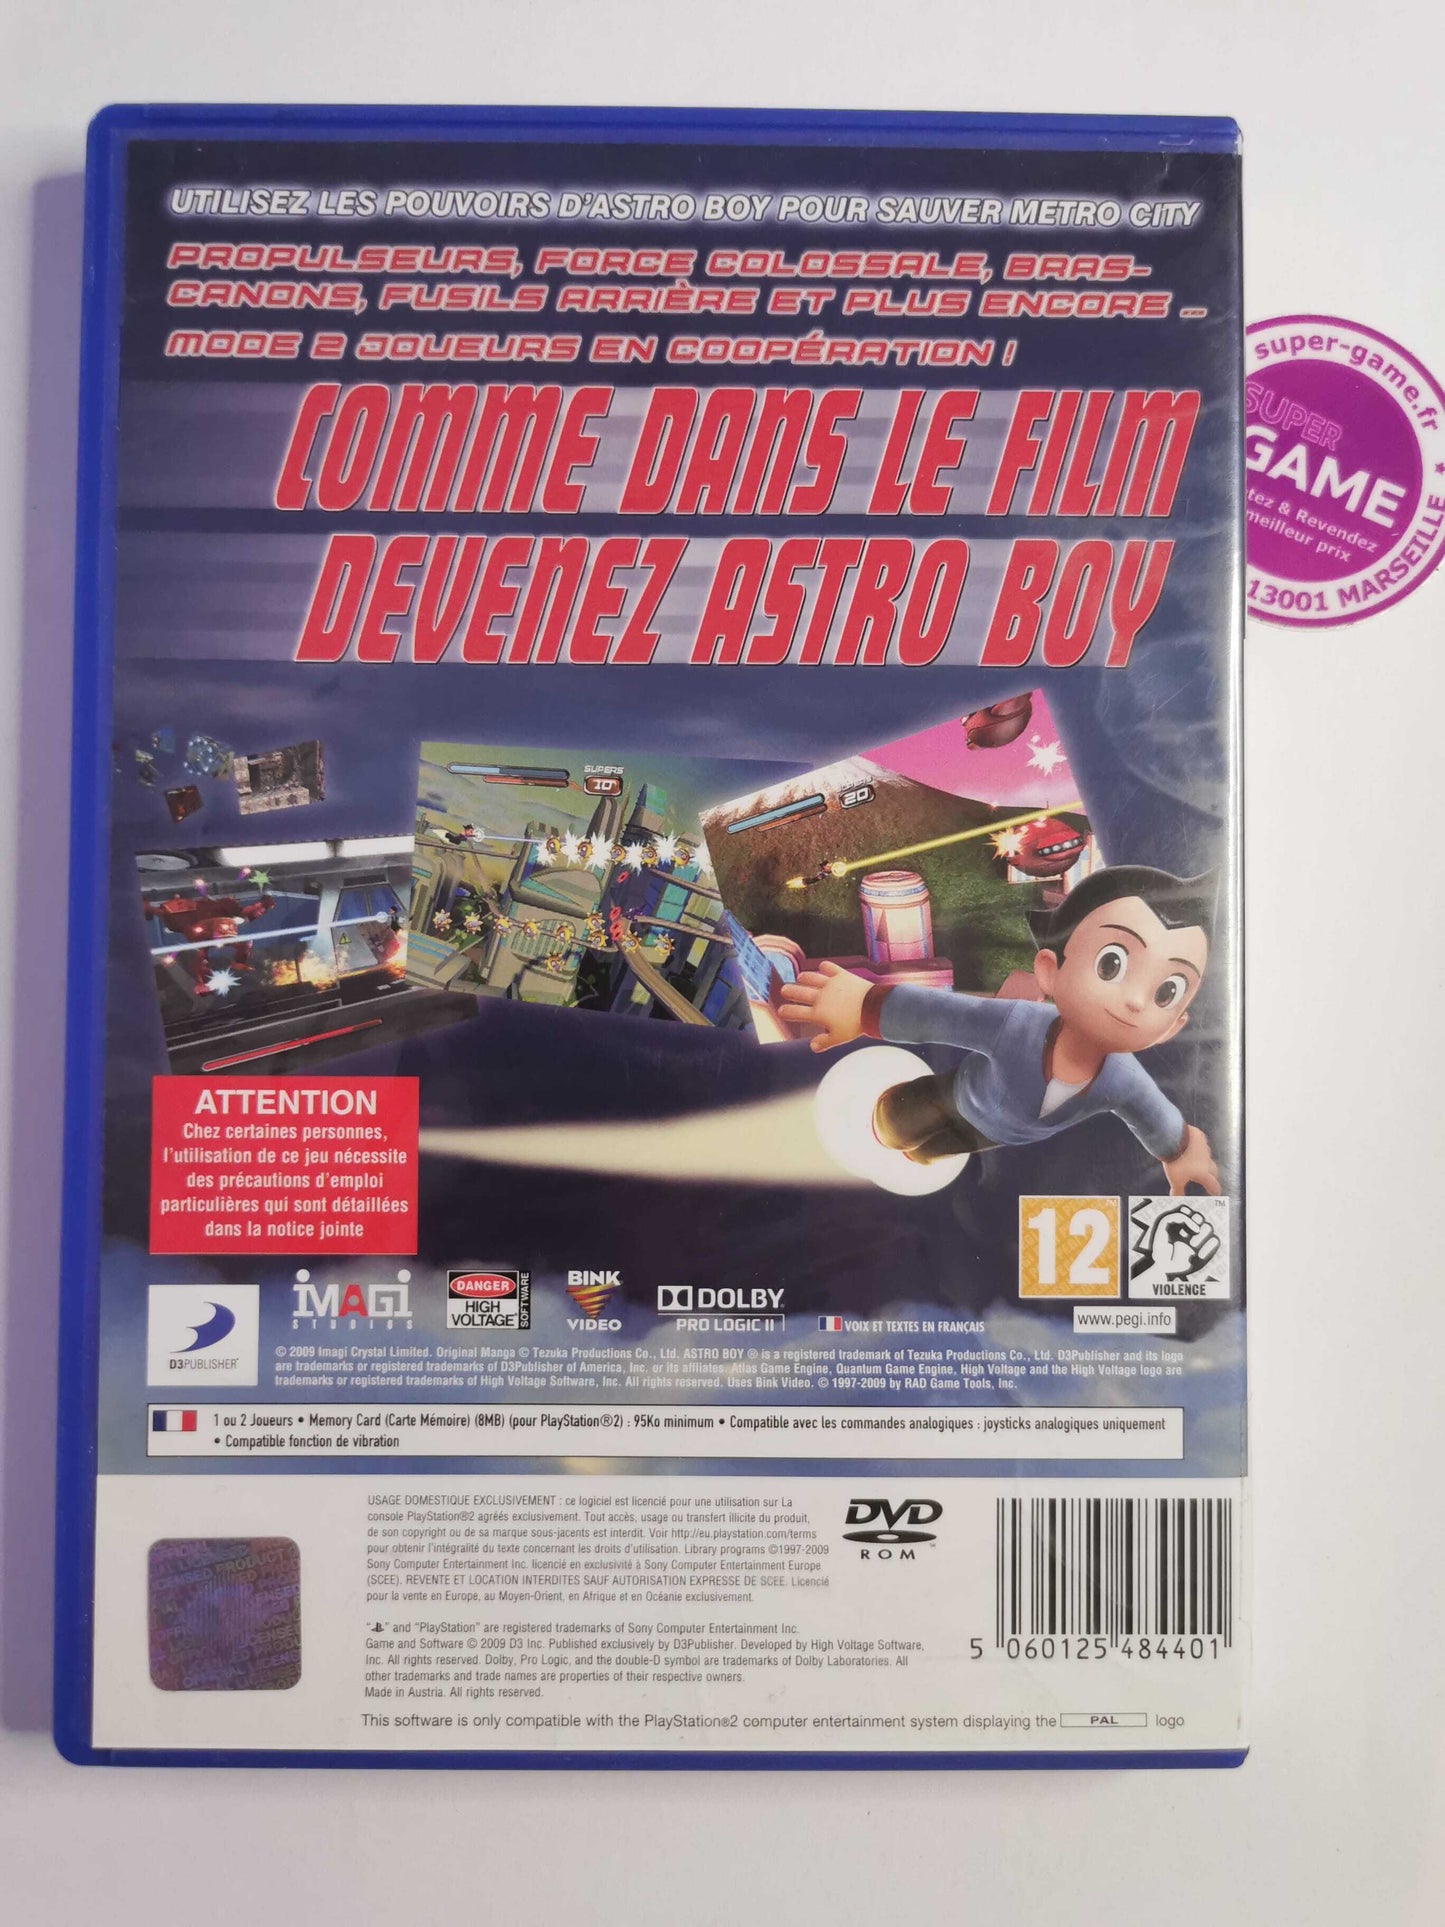 UTILISEZ LES POUVOIRS D'ASTRO BOY POUR SAUVER METRO CITY
PROPULSEURS, FORCE COLOSSALE, BRAS-
CANONS, FUSILS ARRIÈRE ET PLUS ENCORE ...
MODE 2 JOUEURS EN COOPÉRATION !
COMME DANS LE FILM
DEVENEZ ASTRO BOY
super-game.fr
SUPER
GAME
tez & Revendez
meilleur prix
13001 MARSEILLE
SUPERS
10
20
ATTENTION
Chez certaines personnes,
l'utilisation de ce jeu nécessite
des précautions d'emploi
particulières qui sont détaillées
dans la notice jointe
12
VIOLENCE
www.pegi.info
D3PUBLISHER
IMAGI
STUDIOS
DANGER
HIGH
VOLTAGE
SOFTWARE
BINK
VIDEO
DOLBY
PRO LOGIC II
VOIX ET TEXTES EN FRANÇAIS
© 2009 Imagi Crystal Limited. Original Manga © Tezuka Productions Co., Ltd. ASTRO BOY ® is a registered trademark of Tezuka Productions Co., Ltd. D3Publisher and its logo
are trademarks or registered trademarks of D3Publisher of America, Inc. or its affiliates. Atlas Game Engine, Quantum Game Engine, High Voltage and the High Voltage logo are
trademarks or registered trademarks of High Voltage Software, Inc. All rights reserved. Uses Bink Video. © 1997-2009 by RAD Game Tools, Inc.
1 ou 2 Joueurs • Memory Card (Carte Mémoire) (8MB) (pour PlayStation®2) : 95Ko minimum • Compatible avec les commandes analogiques : joysticks analogiques uniquement
• Compatible fonction de vibration
USAGE DOMESTIQUE EXCLUSIVEMENT : ce logiciel est licencié pour une utilisation sur La
console PlayStation®2 agréés exclusivement. Tout accès, usage ou transfert illicite du produit,
de son copyright ou de sa marque sous-jacents est interdit. Voir http://eu.playstation.com/terms
pour obtenir l'intégralité du texte concernant les droits d'utilisation. Library programs ©1997-2009
Sony Computer Entertainment Inc. licencié en exclusivité à Sony Computer Entertainment Europe
(SCEE). REVENTE ET LOCATION INTERDITES SAUF AUTORISATION EXPRESSE DE SCEE. Licencié
pour la vente en Europe, au Moyen-Orient, en Afrique et en Océanie exclusivement.
DVD
ROM
" " and "PlayStation" are registered trademarks of Sony Computer Entertainment Inc.
Game and Software © 2009 D3 Inc. Published exclusively by D3Publisher. Developed by High Voltage Software,
Inc. All rights reserved. Dolby, Pro Logic, and the double-D symbol are trademarks of Dolby Laboratories. All
other trademarks and trade names are properties of their respective owners.
Made in Austria. All rights reserved.
5 060125 484401
This software is only compatible with the PlayStation®2 computer entertainment system displaying the PAL logo